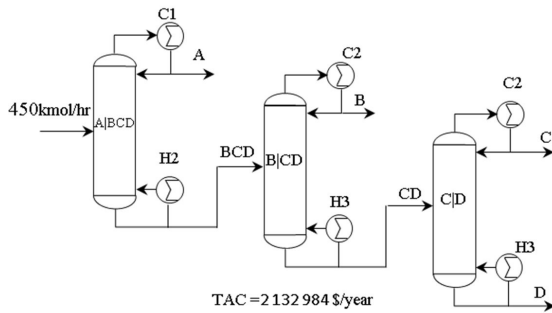 C1
A
450kmol/hr
A|BCD
H2
BCD
C2
B
B|CD
H3
CD
C2
C
C|D
H3
D
TAC =2 132 984 $/year